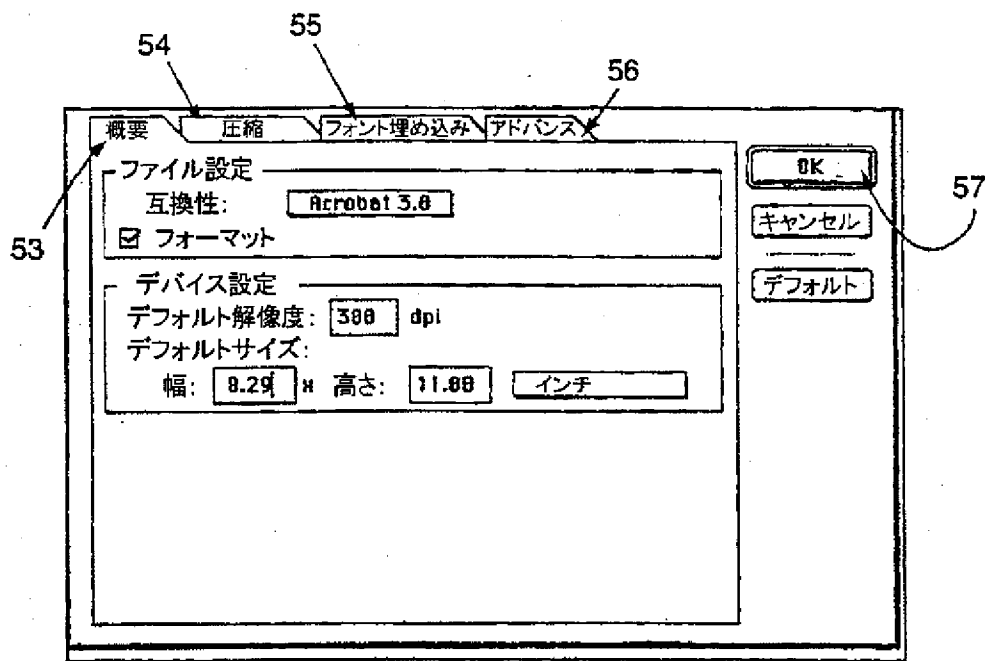 55
54
56
概要 圧縮 フォント埋め込み アドバンス
ファイル設定
OK
57
互換性: Acrobat 3.0
キャンセル
53
フォーマット
デバイス設定
デフォルト
デフォルト解像度: 300 dpi
デフォルトサイズ:
幅: 8.29 x 高さ: 11.00 インチ